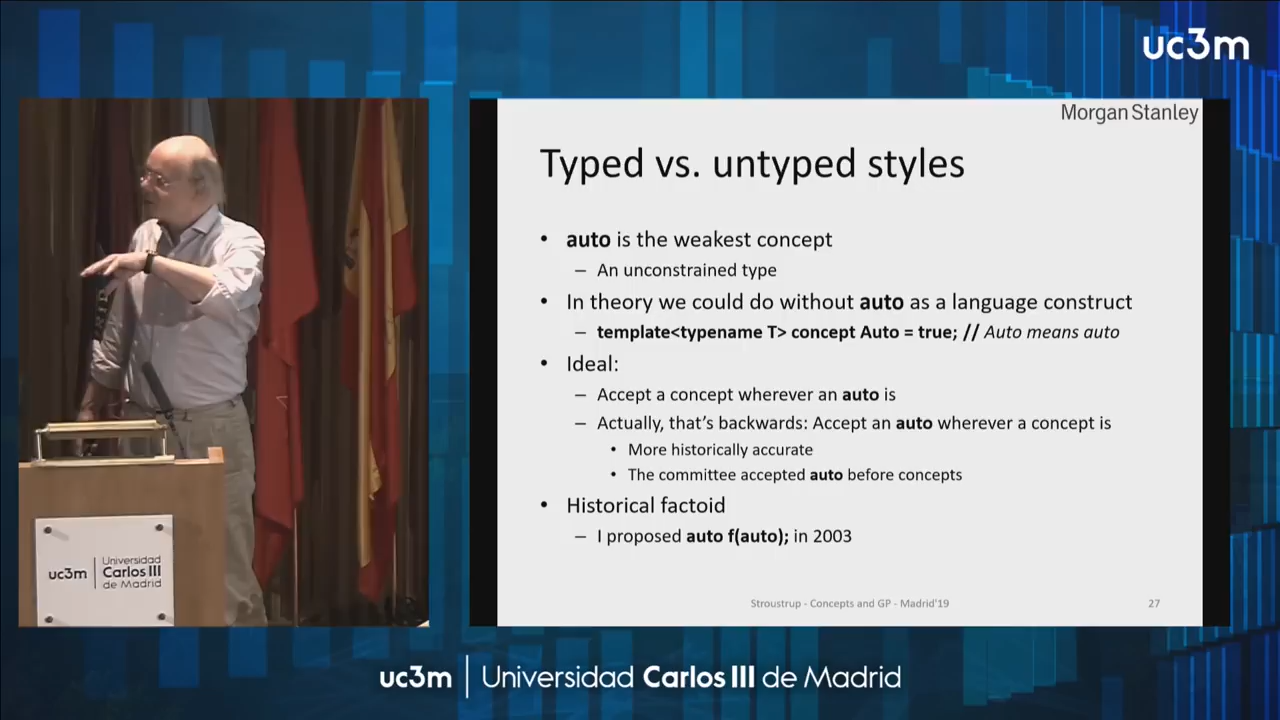 uc3m
Morgan Stanley
Typed vs. untyped styles
• auto is the weakest concept
– An unconstrained type
• In theory we could do without auto as a language construct
– template<typename T> concept Auto = true; // Auto means auto
• Ideal:
– Accept a concept wherever an auto is
– Actually, that's backwards: Accept an auto wherever a concept is
• More historically accurate
• The committee accepted auto before concepts
• Historical factoid
– I proposed auto f(auto); in 2003
Stroustrup - Concepts and GP - Madrid'19
27
uc3m
Universidad
Carlos III
de Madrid
uc3m | Universidad Carlos III de Madrid